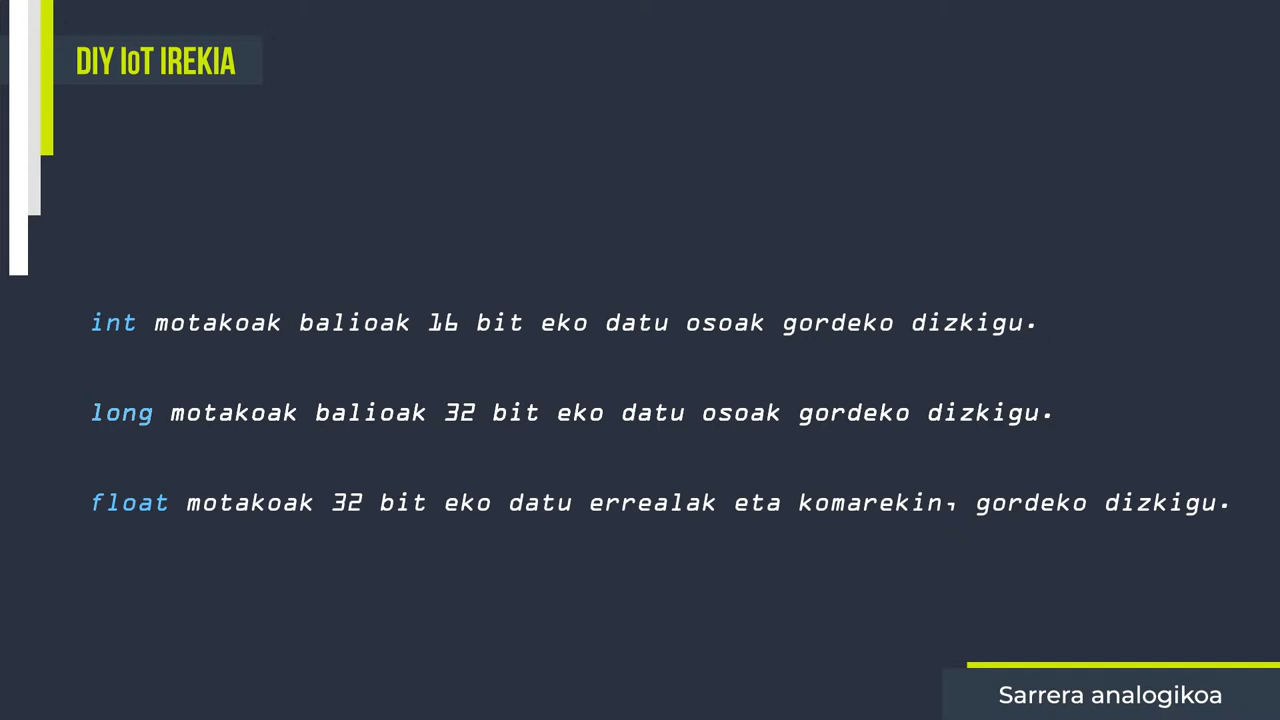 DIY IoT IREKIA
int motakoak balioak 16 bit eko datu osoak gordeko dizkigu.
long motakoak balioak 32 bit eko datu osoak gordeko dizkigu.
float motakoak 32 bit eko datu errealak eta komarekin, gordeko dizkigu.
Sarrera analogikoa